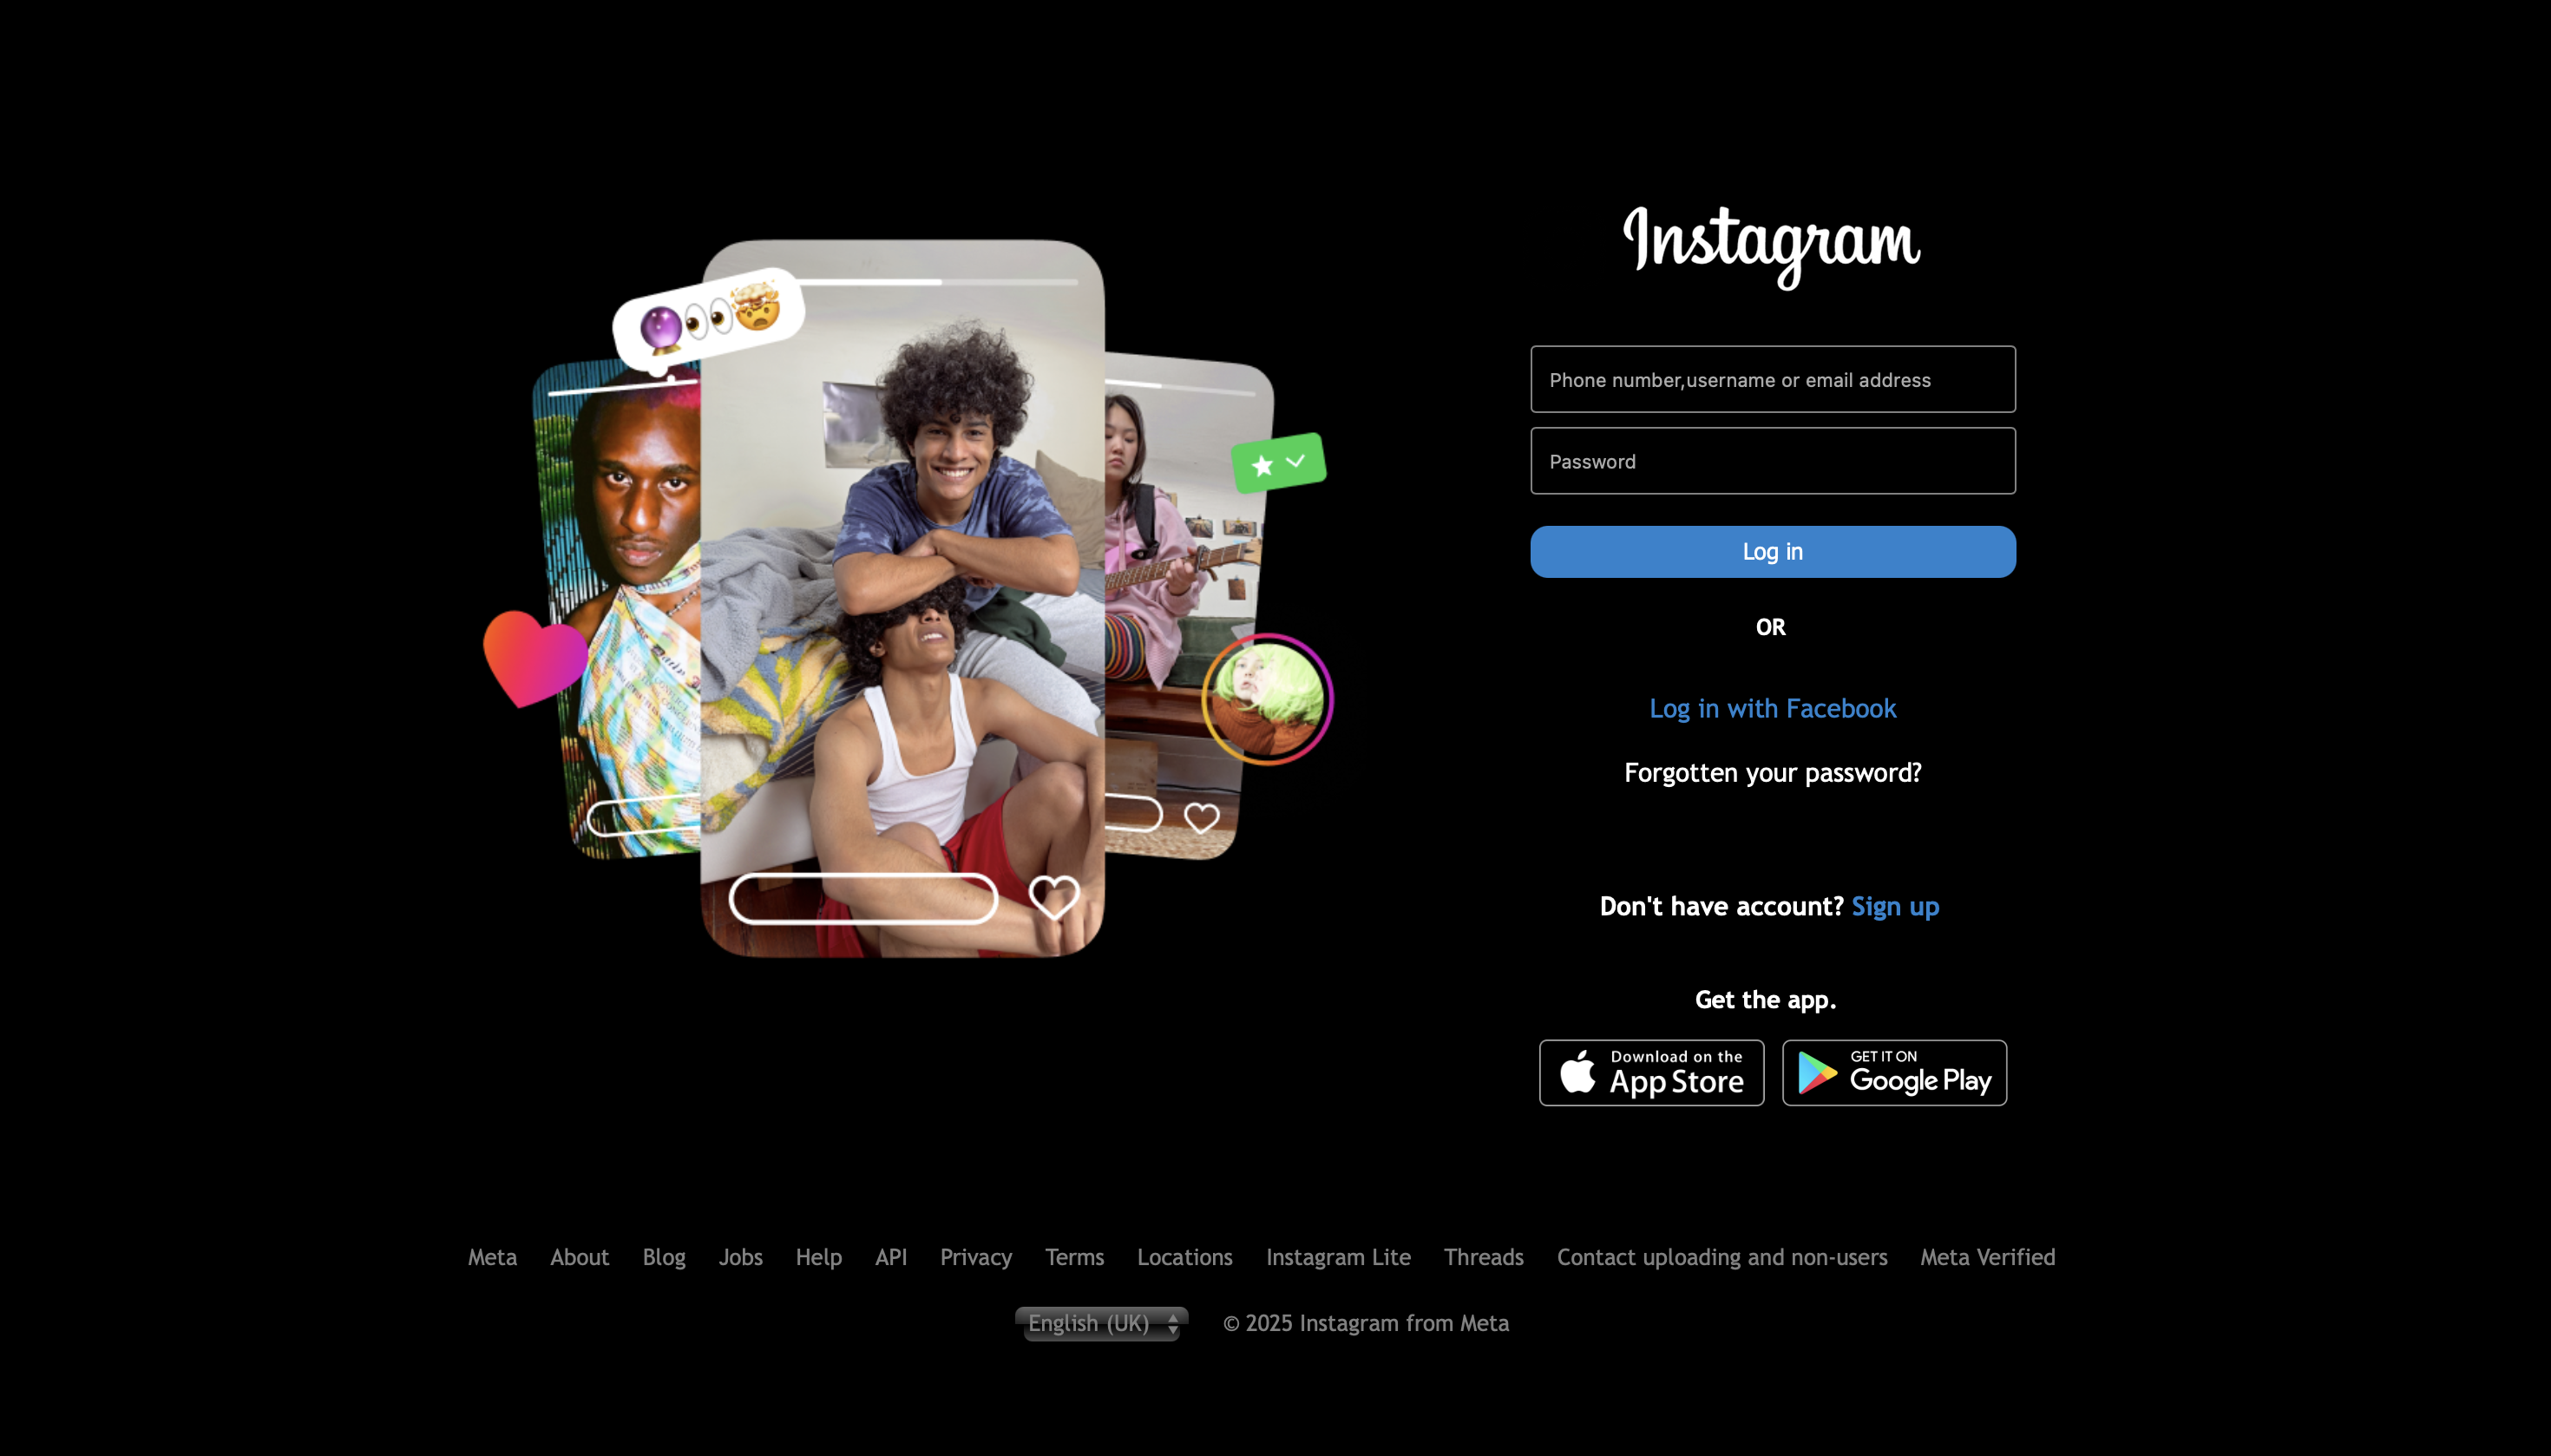 Instagram
Phone number,username or email address
Password
Log in
OR
Log in with Facebook
Forgotten your password?
Don't have account? Sign up
Get the app.
Download on the
App Store
GET IT ON
Google Play
Meta About Blog Jobs Help API Privacy Terms Locations Instagram Lite Threads Contact uploading and non-users Meta Verified
English (UK) © 2025 Instagram from Meta